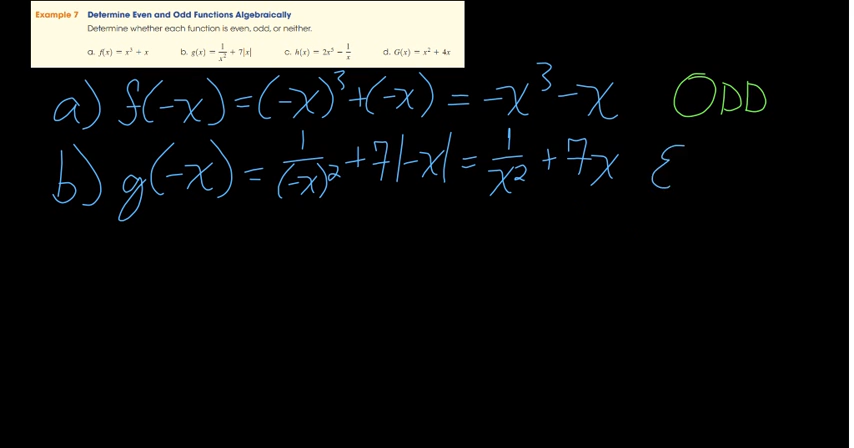 Example 7 Determine Even and Odd Functions Algebraically
Determine whether each function is even, odd, or neither.
a. f(x) = x³ + x b. g(x) = 1/x² + 7|x| c. h(x) = 2x³ − 1/x d. G(x) = x² + 4x
a) f(-x) = (-x)³ + (-x) = -x³ - x ODD
b) g(-x) = 1/(-x)² + 7|-x| = 1/x² + 7x E